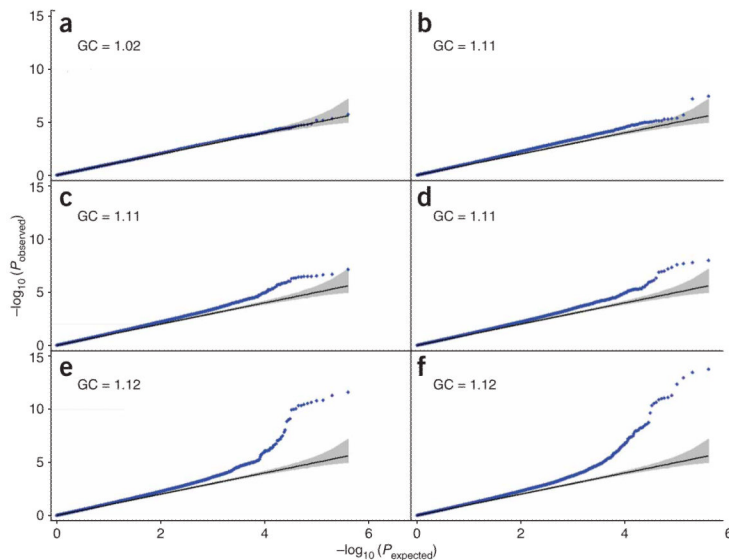 a
GC = 1.02
b
GC = 1.11
15
10
5
0
c
GC = 1.11
d
GC = 1.11
15
10
5
0
e
GC = 1.12
f
GC = 1.12
15
10
5
0
–log10 (Pobserved)
0 2 4 6
0 2 4 6
–log10 (Pexpected)